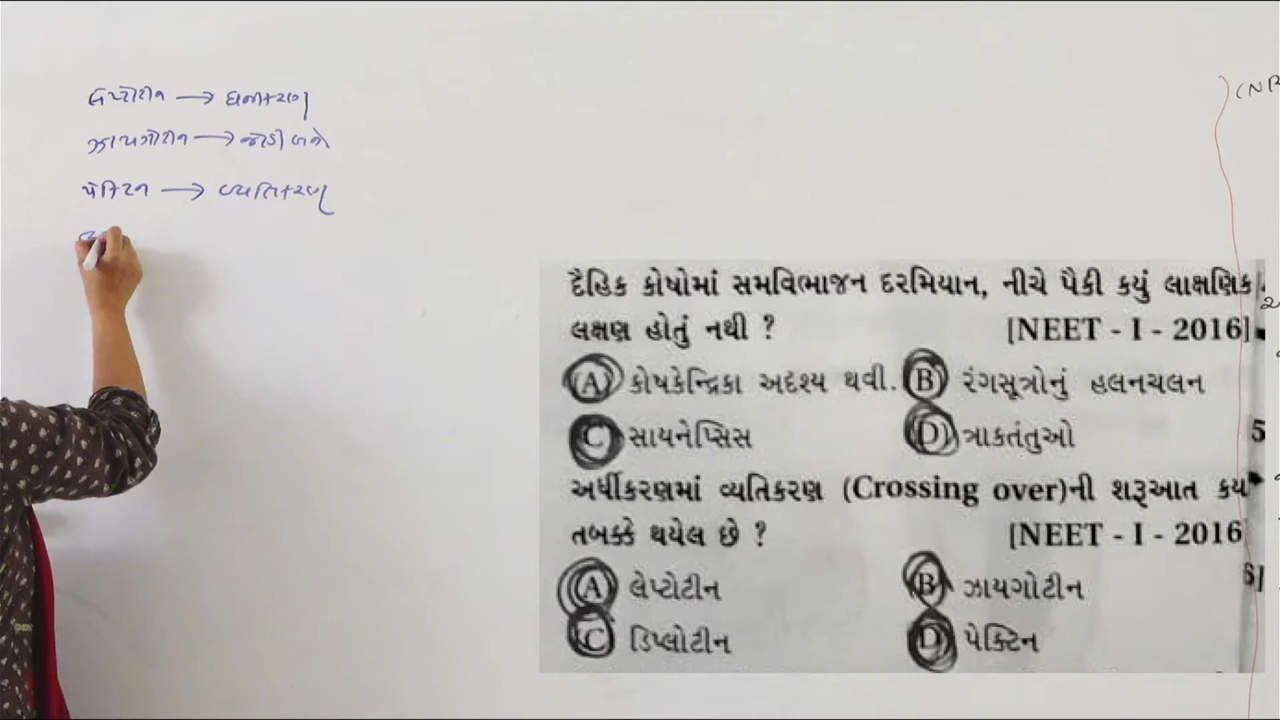 લેપ્ટોટીન → ઘનીકરણ
ઝાયગોટીન → જોડી બને
પેકિટન → વ્યતિકરણ
દૈહિક કોષોમાં સમવિભાજન દરમિયાન, નીચે પૈકી કયું લાક્ષણિક
લક્ષણ હોતું નથી ? [NEET - I - 2016]
(A) કોષકેન્દ્રિકા અદૃશ્ય થવી. (B) રંગસૂત્રોનું હલનચલન
(C) સાયનેપ્સિસ (D) ત્રાકતંતુઓ
અર્ધીકરણમાં વ્યતિકરણ (Crossing over)ની શરૂઆત કય
તબક્કે થયેલ છે ? [NEET - I - 2016
(A) લેપ્ટોટીન (B) ઝાયગોટીન
(C) ડિપ્લોટીન (D) પેક્ટિન